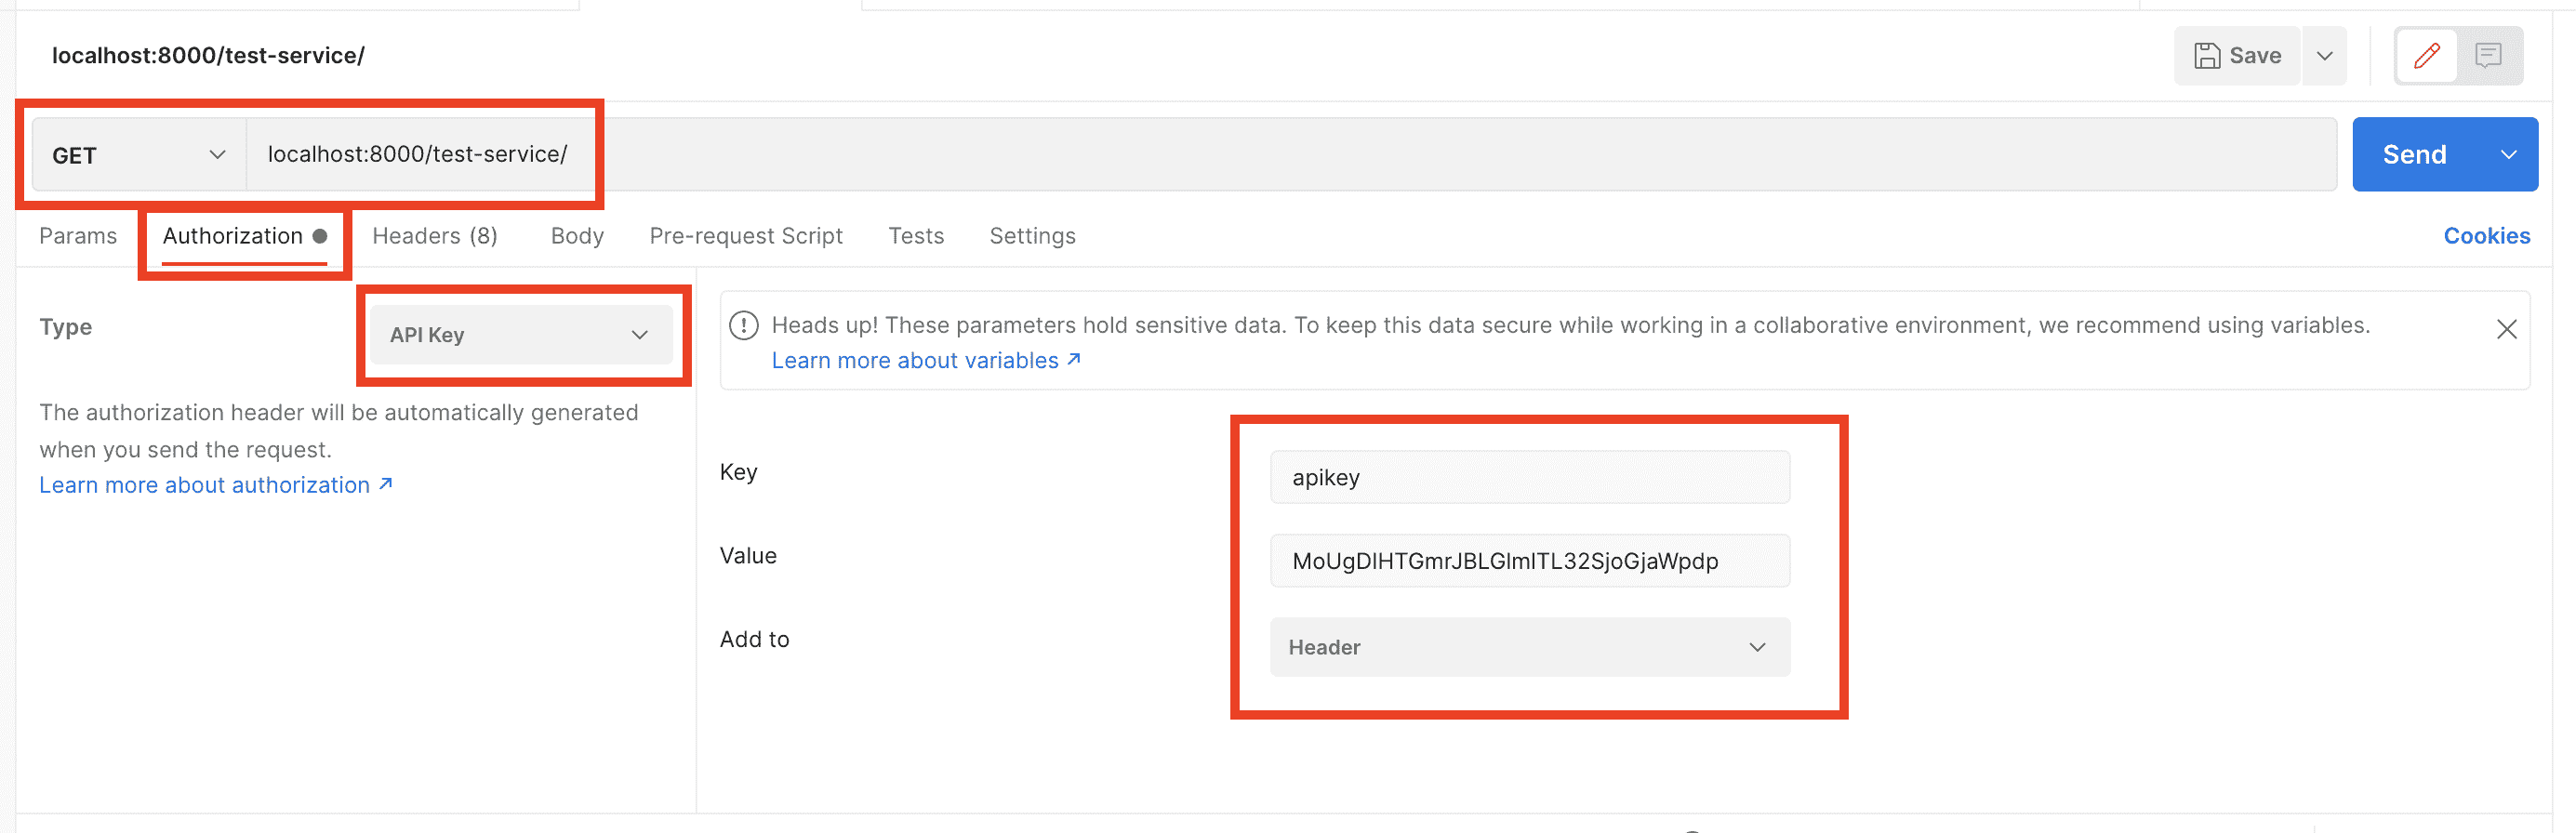 localhost:8000/test-service/
Save
GET
localhost:8000/test-service/
Send
Params
Authorization
Headers (8)
Body
Pre-request Script
Tests
Settings
Cookies
Type
API Key
The authorization header will be automatically generated
when you send the request.
Learn more about authorization ↗
Heads up! These parameters hold sensitive data. To keep this data secure while working in a collaborative environment, we recommend using variables.
Learn more about variables ↗
Key
apikey
Value
MoUgDIHTGmrJBLGlmITL32SjoGjaWpdp
Add to
Header